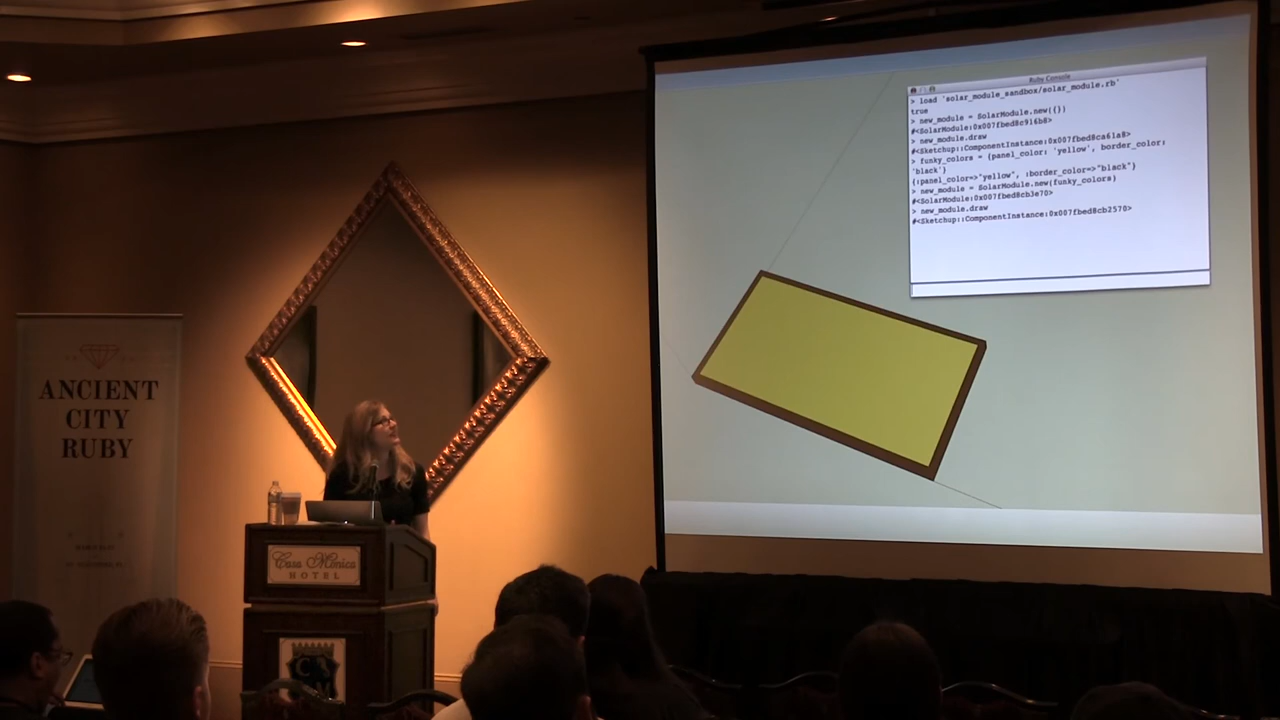 Ruby Console
> load 'solar_module_sandbox/solar_module.rb'
true
> new_module = SolarModule.new({})
#<SolarModule:0x007fbed8c916b8>
> new_module.draw
#<Sketchup::ComponentInstance:0x007fbed8ca61a8>
> funky_colors = {panel_color: 'yellow', border_color:
'black'}
{:panel_color=>"yellow", :border_color=>"black"}
> new_module = SolarModule.new(funky_colors)
#<SolarModule:0x007fbed8cb3e70>
> new_module.draw
#<Sketchup::ComponentInstance:0x007fbed8cb2570>
ANCIENT
CITY
RUBY
Casa Monica
HOTEL